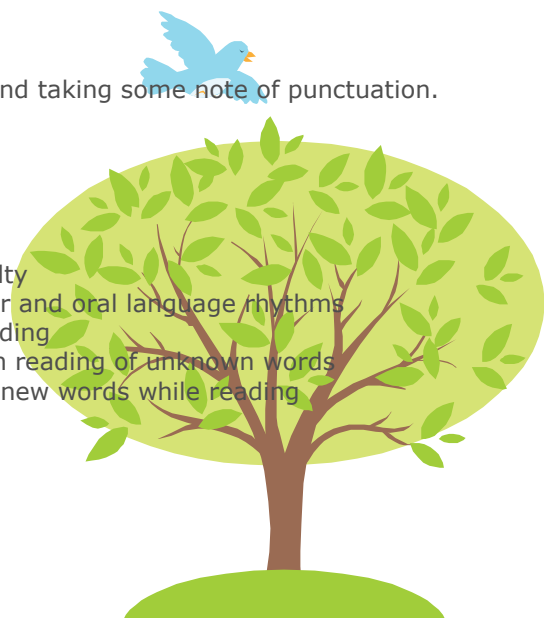 nd taking some note of punctuation.
lty
r and oral language rhythms
ding
n reading of unknown words
new words while reading